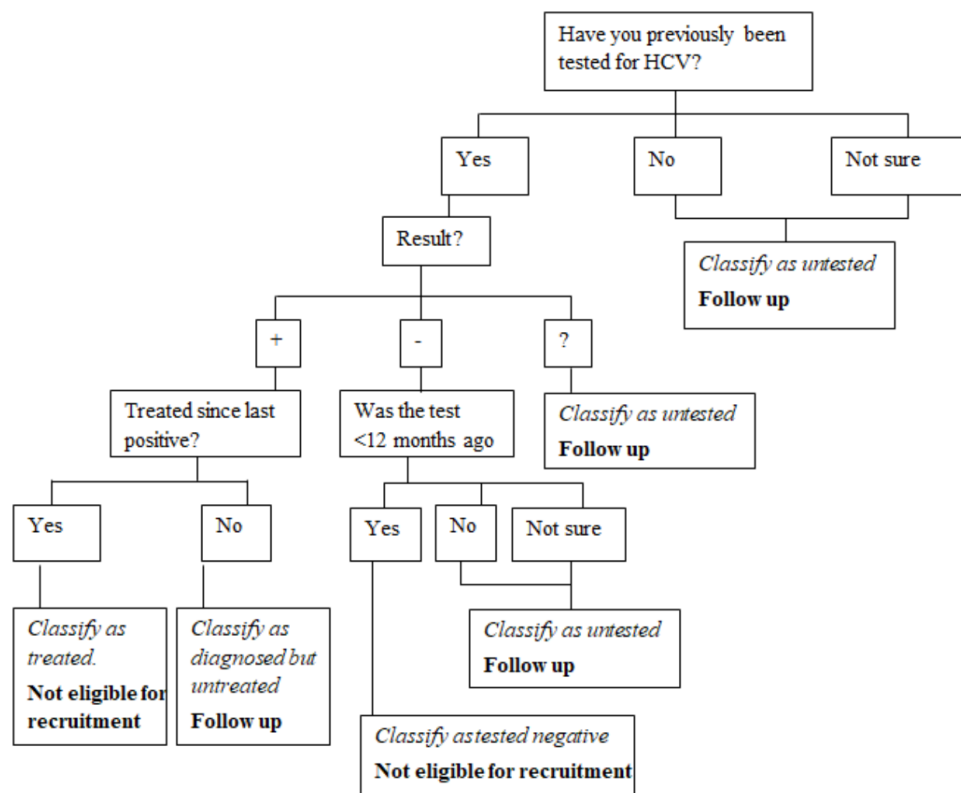 Have you previously been
tested for HCV?
Yes
No
Not sure
Result?
Classify as untested
Follow up
+
-
?
Treated since last
positive?
Was the test
<12 months ago
Classify as untested
Follow up
Yes
No
Yes
No
Not sure
Classify as
treated.
Not eligible for
recruitment
Classify as
diagnosed but
untreated
Follow up
Classify as untested
Follow up
Classify as tested negative
Not eligible for recruitment